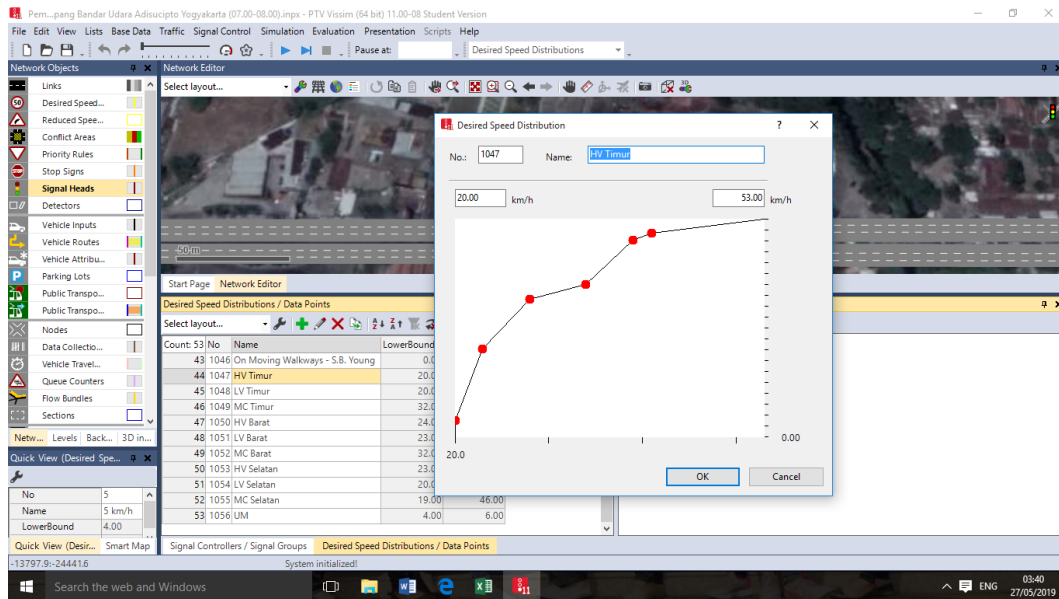 Pem...pang Bandar Udara Adisucipto Yogyakarta (07.00-08.00).inpx - PTV Vissim (64 bit) 11.00-08 Student Version
File Edit View Lists Base Data Traffic Signal Control Simulation Evaluation Presentation Scripts Help
Pause at: Desired Speed Distributions
Network Objects
Links
Desired Speed...
Reduced Spee...
Conflict Areas
Priority Rules
Stop Signs
Signal Heads
Detectors
Vehicle Inputs
Vehicle Routes
Vehicle Attribu...
Parking Lots
Public Transpo...
Public Transpo...
Nodes
Data Collectio...
Vehicle Travel...
Queue Counters
Flow Bundles
Sections
Netw... Levels Back... 3D in...
Quick View (Desired Spe...
No 5
Name 5 km/h
LowerBound 4.00
Quick View (Desir... Smart Map
Network Editor
Select layout...
50 m
Start Page Network Editor
Desired Speed Distributions / Data Points
Select layout...
Count: 53 No Name LowerBound
43 1046 On Moving Walkways - S.B. Young 0.0
44 1047 HV Timur 20.0
45 1048 LV Timur 20.0
46 1049 MC Timur 32.0
47 1050 HV Barat 24.0
48 1051 LV Barat 23.0
49 1052 MC Barat 32.0
50 1053 HV Selatan 23.0
51 1054 LV Selatan 20.0
52 1055 MC Selatan 19.00 46.00
53 1056 UM 4.00 6.00
Signal Controllers / Signal Groups Desired Speed Distributions / Data Points
Desired Speed Distribution ?
No.: 1047 Name: HV Timur
20.00 km/h 53.00 km/h
0.00
20.0
OK Cancel
-13797.9:-24441.6 System initialized!
Search the web and Windows
ENG 03:40
27/05/2019